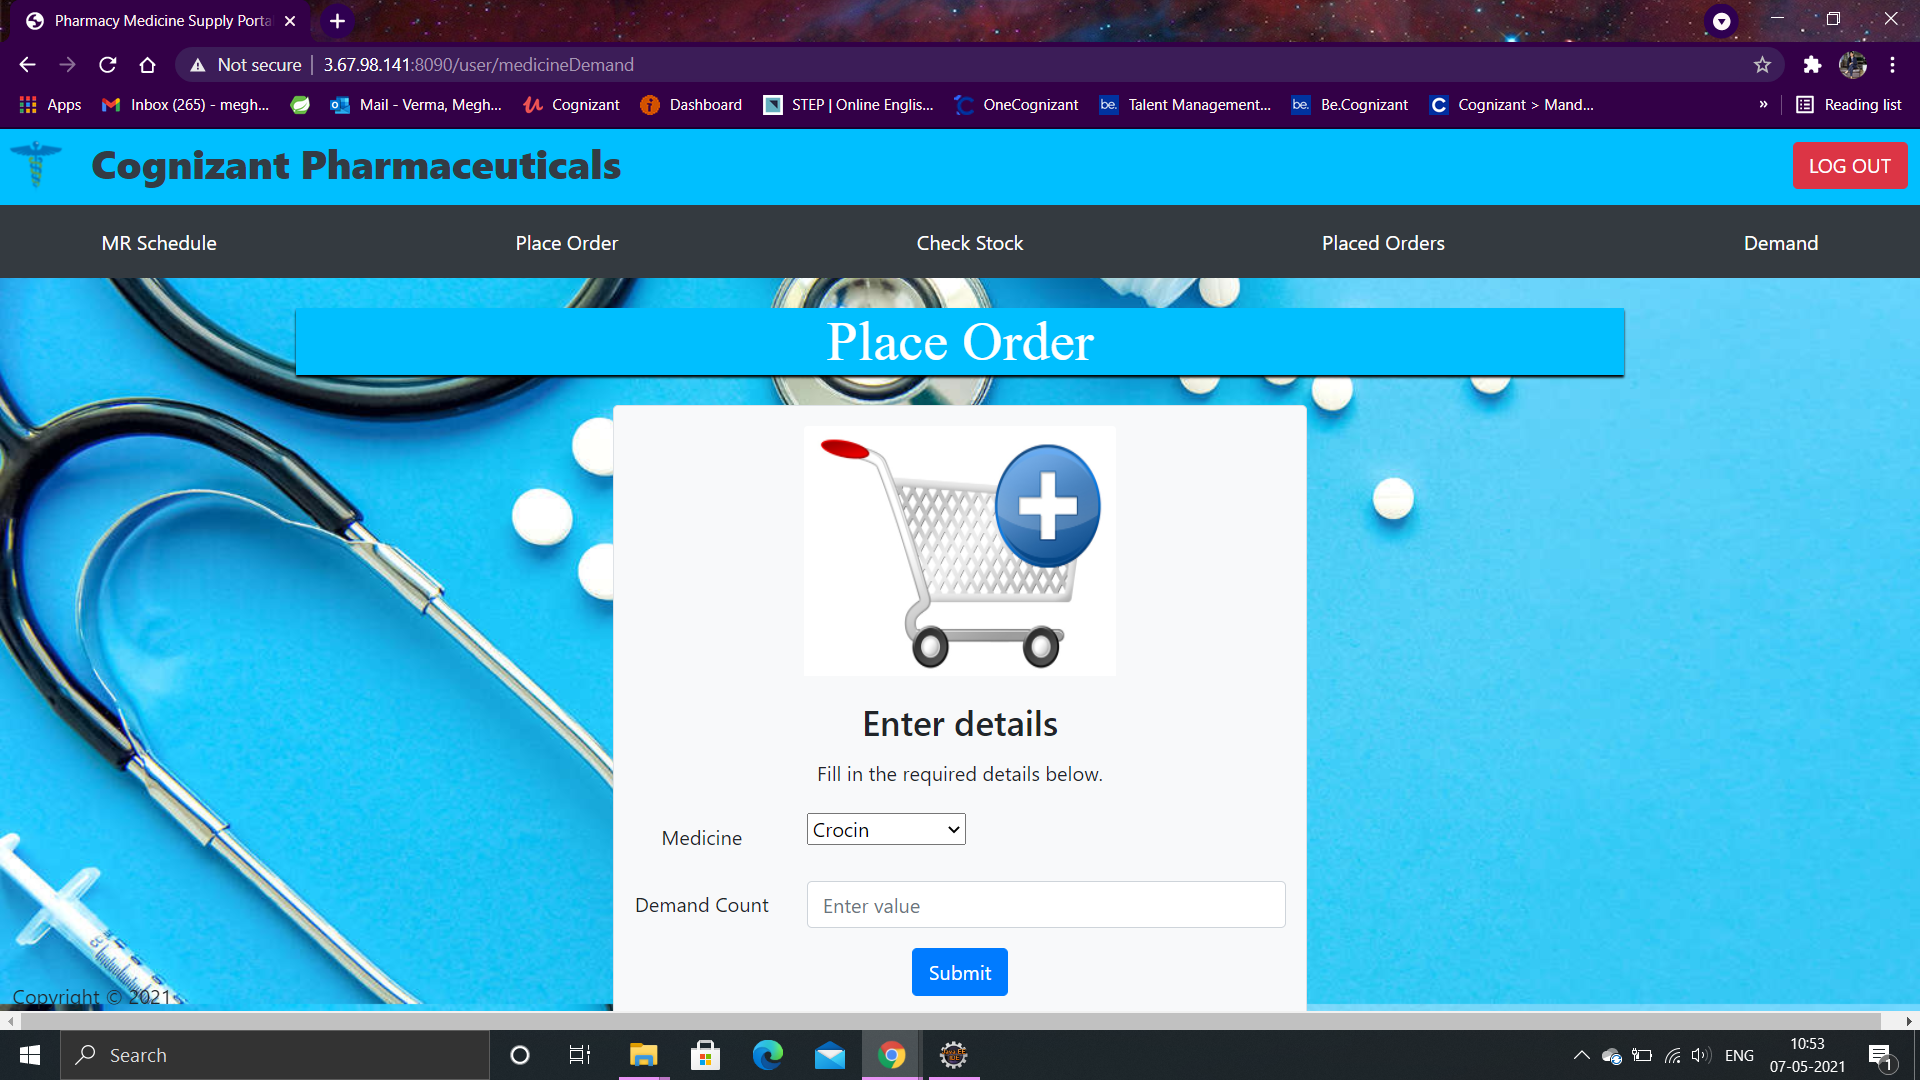 Pharmacy Medicine Supply Porta
Not secure
3.67.98.141:8090/user/medicineDemand
Apps
Inbox (265) - megh...
Mail - Verma, Megh...
Cognizant
Dashboard
STEP | Online Englis...
be. Talent Management...
OneCognizant
be. Be.Cognizant
C Cognizant > Mand...
»
Reading list
Cognizant Pharmaceuticals
LOG OUT
MR Schedule
Place Order
Check Stock
Placed Orders
Demand
Place Order
Enter details
Fill in the required details below.
Medicine
Crocin
Demand Count
Enter value
Submit
Copyright © 2021
Search
ENG
10:53
07-05-2021
1